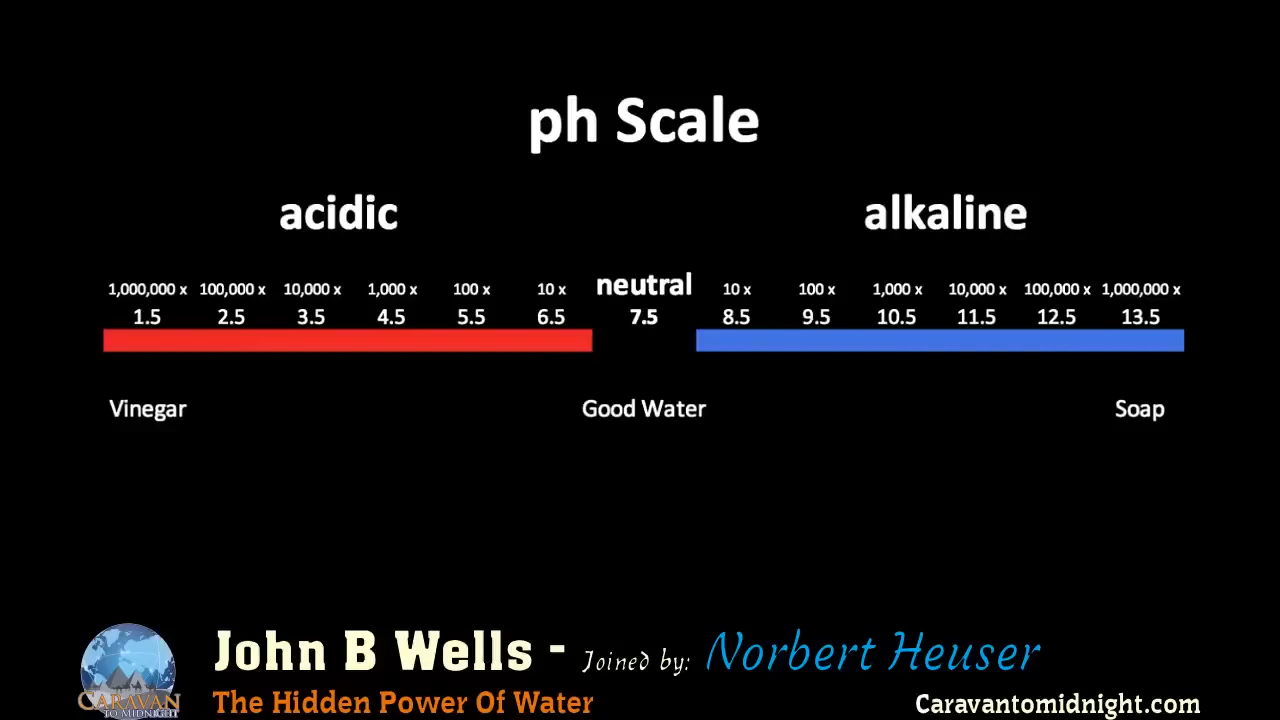 ph Scale
acidic alkaline
1,000,000 x 100,000 x 10,000 x 1,000 x 100 x 10 x neutral 10 x 100 x 1,000 x 10,000 x 100,000 x 1,000,000 x
1.5 2.5 3.5 4.5 5.5 6.5 7.5 8.5 9.5 10.5 11.5 12.5 13.5
Vinegar Good Water Soap
John B Wells - Joined by: Norbert Heuser
CARAVAN
TO MIDNIGHT
The Hidden Power Of Water
Caravantomidnight.com